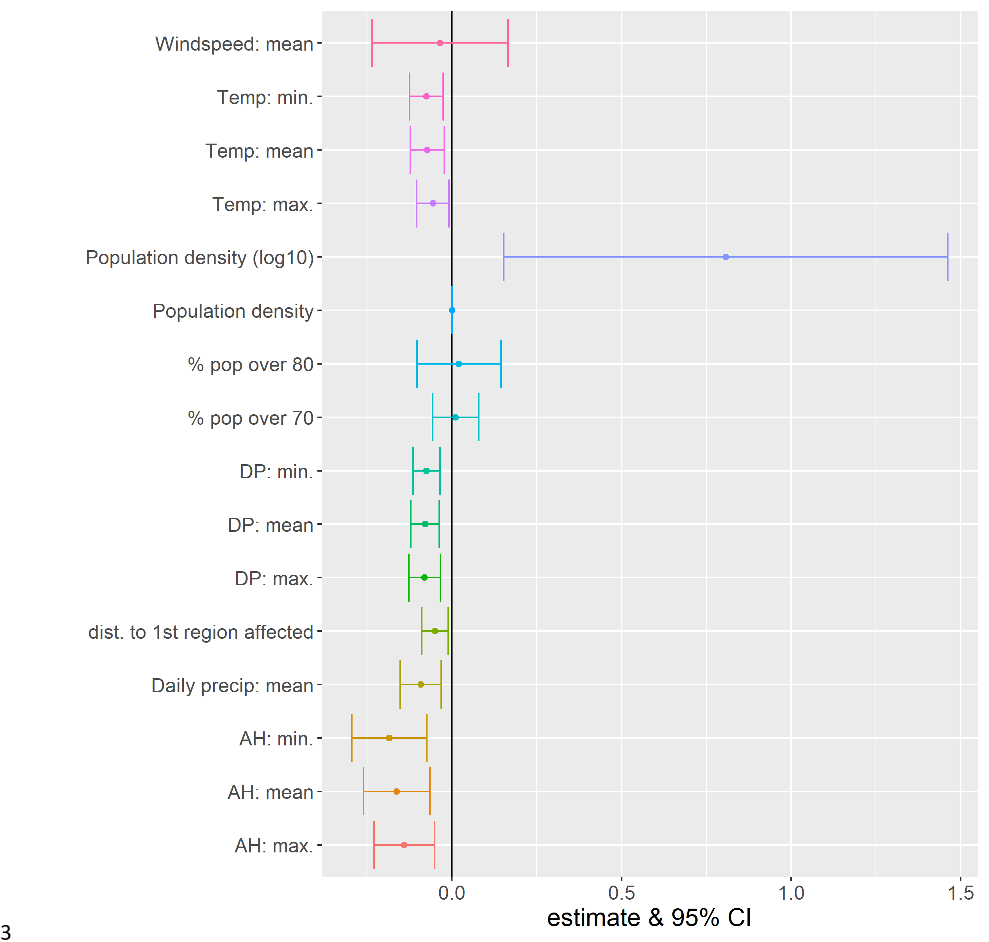 Windspeed: mean
Temp: min.
Temp: mean
Temp: max.
Population density (log10)
Population density
% pop over 80
% pop over 70
DP: min.
DP: mean
DP: max.
dist. to 1st region affected
Daily precip: mean
AH: min.
AH: mean
AH: max.
0.0 0.5 1.0 1.5
estimate & 95% CI
3